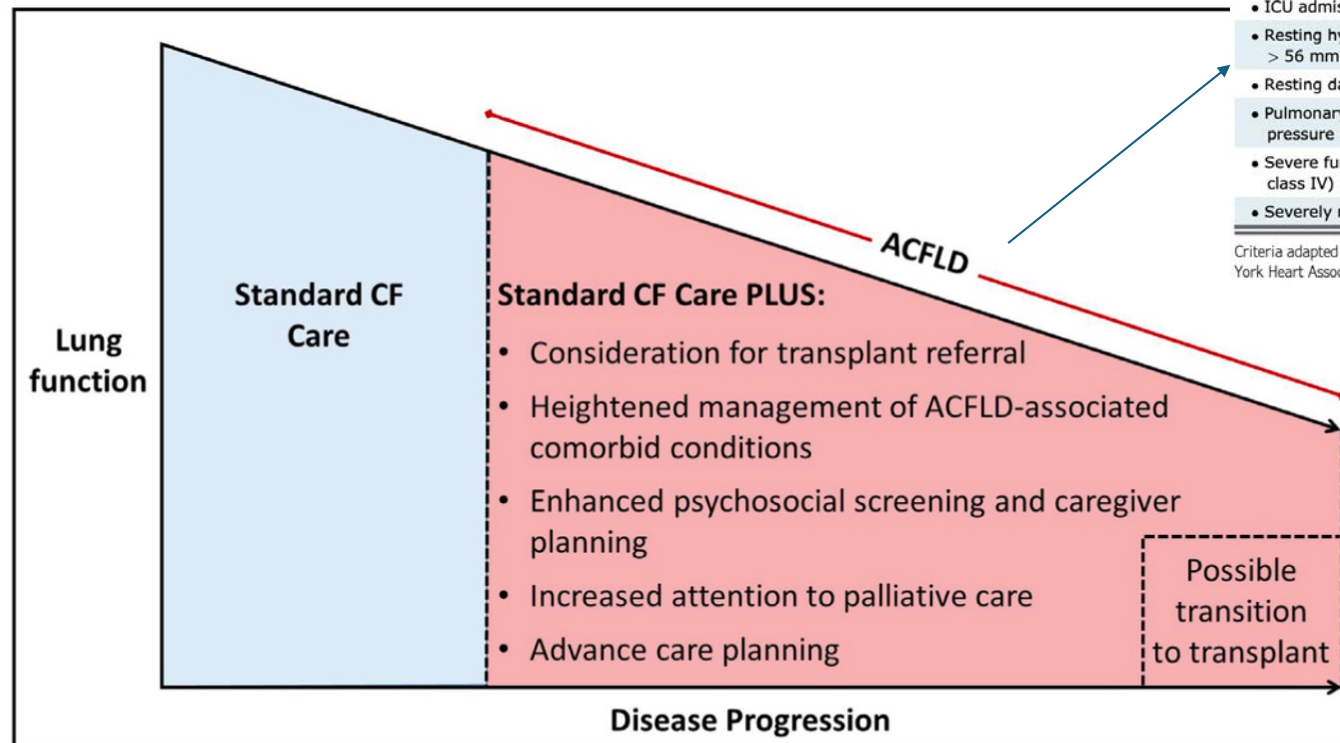 • ICU admis
• Resting hy
> 56 mm
• Resting da
• Pulmonary
pressure
• Severe fu
class IV)
• Severely r
Criteria adapted
York Heart Asso
ACFLD
Standard CF
Care
Standard CF Care PLUS:
• Consideration for transplant referral
• Heightened management of ACFLD-associated
comorbid conditions
• Enhanced psychosocial screening and caregiver
planning
• Increased attention to palliative care
• Advance care planning
Lung
function
Possible
transition
to transplant
Disease Progression